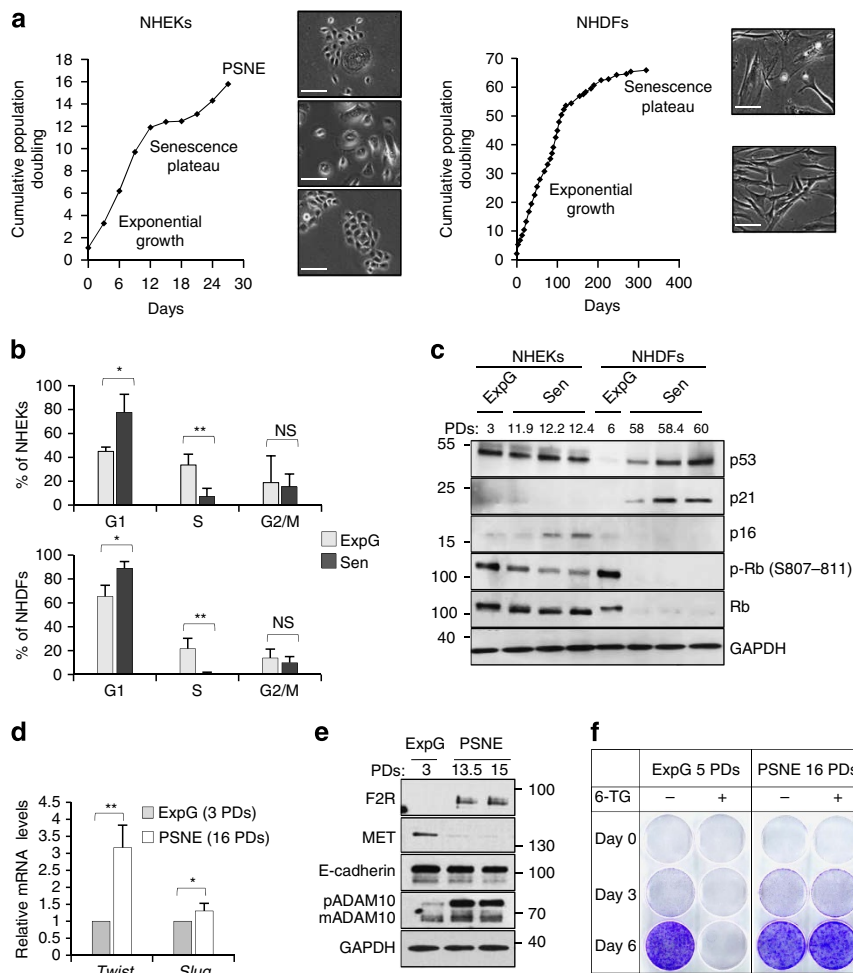 a
NHEKs
18
16
14
12
10
8
6
4
2
0
Cumulative population
doubling
PSNE
Senescence
plateau
Exponential
growth
0 6 12 18 24 30
Days
NHDFs
70
60
50
40
30
20
10
0
Cumulative population
doubling
Senescence
plateau
Exponential
growth
0 100 200 300 400
Days
b
100
80
60
40
20
0
% of NHEKs
*
**
NS
G1 S G2/M
100
80
60
40
20
0
% of NHDFs
*
**
NS
G1 S G2/M
ExpG
Sen
c
NHEKs NHDFs
ExpG Sen ExpG Sen
PDs: 3 11.9 12.2 12.4 6 58 58.4 60
55 p53
25 p21
15 p16
100 p-Rb (S807–811)
100 Rb
40 GAPDH
d
4.5
4
3.5
3
2.5
2
1.5
1
0.5
0
Relative mRNA levels
**
*
ExpG (3 PDs)
PSNE (16 PDs)
Twist Slug
e
ExpG PSNE
PDs: 3 13.5 15
F2R 100
MET 130
E-cadherin 100
pADAM10
mADAM10 70
GAPDH 40
f
ExpG 5 PDs PSNE 16 PDs
6-TG – + – +
Day 0
Day 3
Day 6